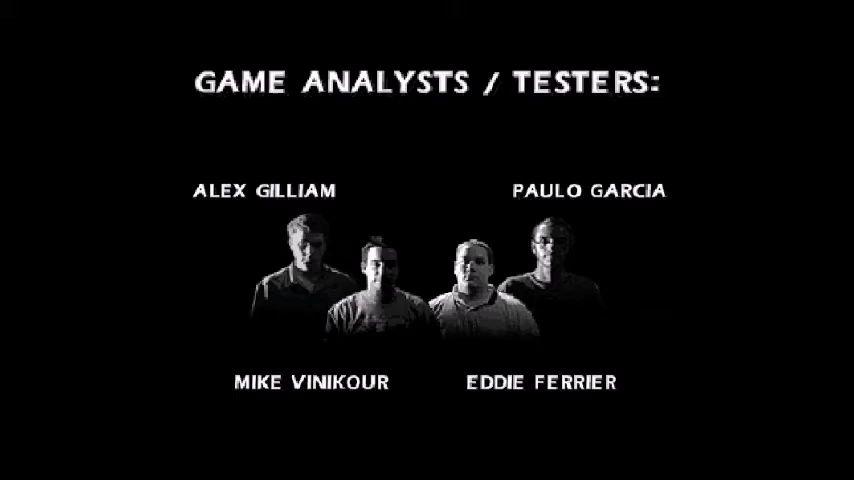 GAME ANALYSTS / TESTERS:
ALEX GILLIAM PAULO GARCIA
MIKE VINIKOUR EDDIE FERRIER